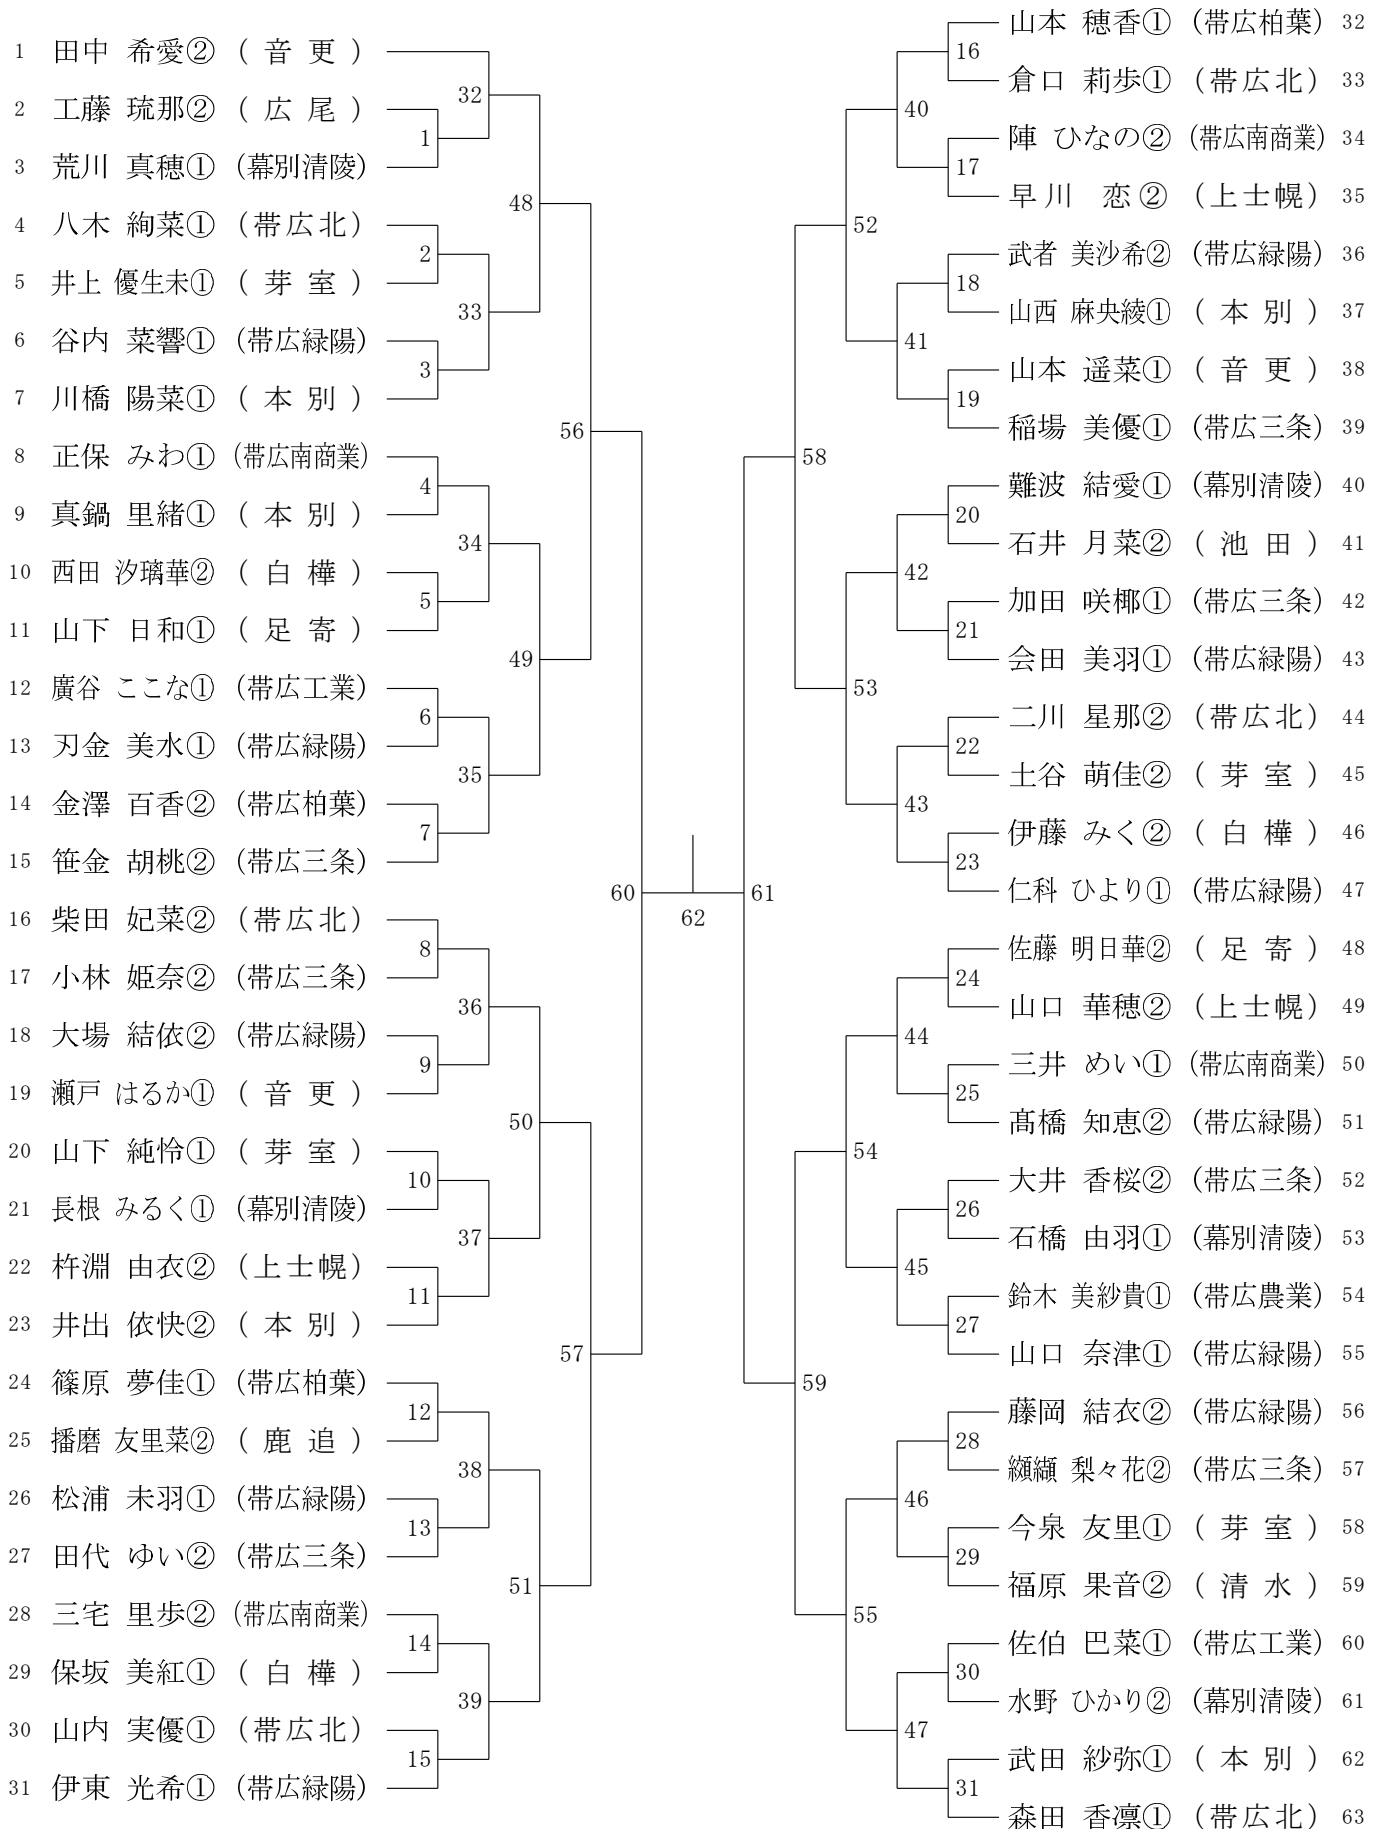 1 田中 希愛② ( 音 更 )
2 工藤 琉那② ( 広 尾 )
3 荒川 真穂① (幕別清陵)
4 八木 絢菜① (帯広北)
5 井上 優生未① ( 芽 室 )
6 谷内 菜響① (帯広緑陽)
7 川橋 陽菜① ( 本 別 )
8 正保 みわ① (帯広南商業)
9 真鍋 里緒① ( 本 別 )
10 西田 汐璃華② ( 白 樺 )
11 山下 日和① ( 足 寄 )
12 廣谷 ここな① (帯広工業)
13 刃金 美水① (帯広緑陽)
14 金澤 百香② (帯広柏葉)
15 笹金 胡桃② (帯広三条)
16 柴田 妃菜② (帯広北)
17 小林 姫奈② (帯広三条)
18 大場 結依② (帯広緑陽)
19 瀬戸 はるか① ( 音 更 )
20 山下 純怜① ( 芽 室 )
21 長根 みるく① (幕別清陵)
22 杵淵 由衣② (上士幌)
23 井出 依快② ( 本 別 )
24 篠原 夢佳① (帯広柏葉)
25 播磨 友里菜② ( 鹿 追 )
26 松浦 未羽① (帯広緑陽)
27 田代 ゆい② (帯広三条)
28 三宅 里歩② (帯広南商業)
29 保坂 美紅① ( 白 樺 )
30 山内 実優① (帯広北)
31 伊東 光希① (帯広緑陽)
1
2
3
4
5
6
7
8
9
10
11
12
13
14
15
32
33
34
35
36
37
38
39
48
49
50
51
56
57
60
62
61
58
59
52
53
54
55
40
41
42
43
44
45
46
47
16
17
18
19
20
21
22
23
24
25
26
27
28
29
30
31
山本 穂香① (帯広柏葉) 32
倉口 莉歩① (帯広北) 33
陣 ひなの② (帯広南商業) 34
早川 恋② (上士幌) 35
武者 美沙希② (帯広緑陽) 36
山西 麻央綾① ( 本 別 ) 37
山本 遥菜① ( 音 更 ) 38
稲場 美優① (帯広三条) 39
難波 結愛① (幕別清陵) 40
石井 月菜② ( 池 田 ) 41
加田 咲椰① (帯広三条) 42
会田 美羽① (帯広緑陽) 43
二川 星那② (帯広北) 44
土谷 萌佳② ( 芽 室 ) 45
伊藤 みく② ( 白 樺 ) 46
仁科 ひより① (帯広緑陽) 47
佐藤 明日華② ( 足 寄 ) 48
山口 華穂② (上士幌) 49
三井 めい① (帯広南商業) 50
髙橋 知恵② (帯広緑陽) 51
大井 香桜② (帯広三条) 52
石橋 由羽① (幕別清陵) 53
鈴木 美紗貴① (帯広農業) 54
山口 奈津① (帯広緑陽) 55
藤岡 結衣② (帯広緑陽) 56
纐纈 梨々花② (帯広三条) 57
今泉 友里① ( 芽 室 ) 58
福原 果音② ( 清 水 ) 59
佐伯 巴菜① (帯広工業) 60
水野 ひかり② (幕別清陵) 61
武田 紗弥① ( 本 別 ) 62
森田 香凛① (帯広北) 63